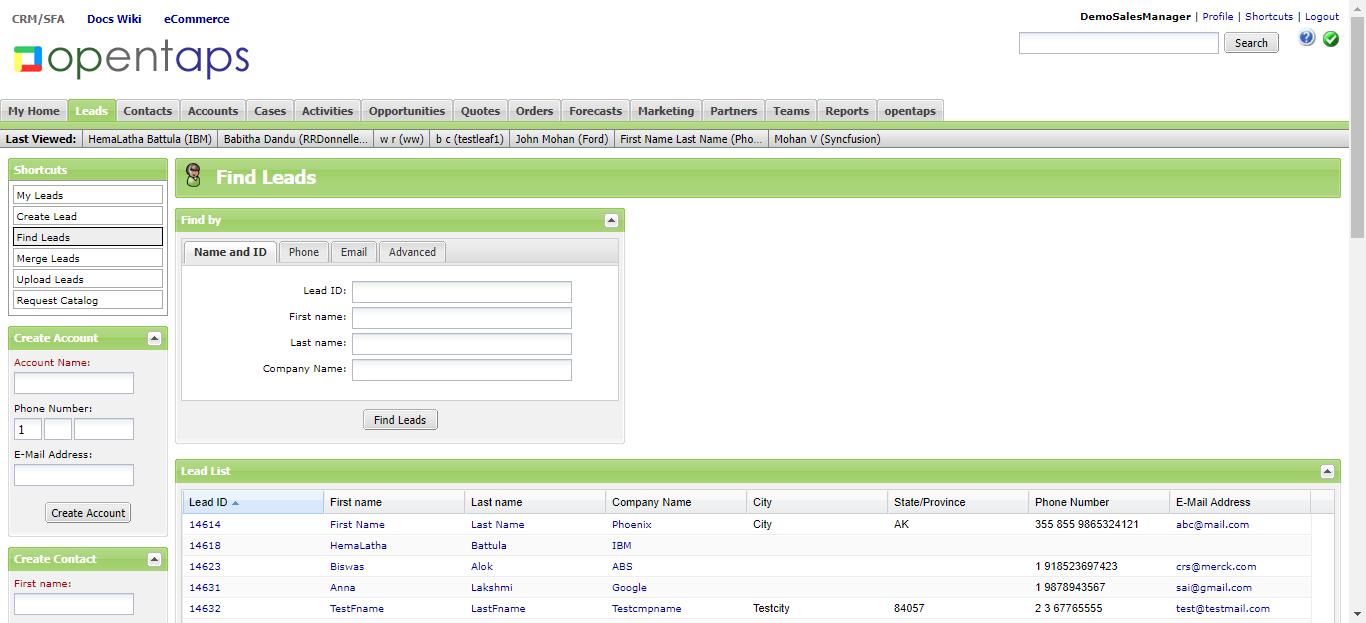 CRM/SFA Docs Wiki eCommerce
DemoSalesManager | Profile | Shortcuts | Logout
opentaps
Search
My Home Leads Contacts Accounts Cases Activities Opportunities Quotes Orders Forecasts Marketing Partners Teams Reports opentaps
Last Viewed: HemaLatha Battula (IBM) Babitha Dandu (RRDonnelle... w r (ww) b c (testleaf1) John Mohan (Ford) First Name Last Name (Pho... Mohan V (Syncfusion)
Shortcuts
My Leads
Create Lead
Find Leads
Merge Leads
Upload Leads
Request Catalog
Create Account
Account Name:
Phone Number:
1
E-Mail Address:
Create Account
Create Contact
First name:
Find Leads
Find by
Name and ID Phone Email Advanced
Lead ID:
First name:
Last name:
Company Name:
Find Leads
Lead List
Lead ID First name Last name Company Name City State/Province Phone Number E-Mail Address
14614 First Name Last Name Phoenix City AK 355 855 9865324121 abc@mail.com
14618 HemaLatha Battula IBM
14623 Biswas Alok ABS 1 918523697423 crs@merck.com
14631 Anna Lakshmi Google 1 9878943567 sai@gmail.com
14632 TestFname LastFname Testcmpname Testcity 84057 2 3 67765555 test@testmail.com